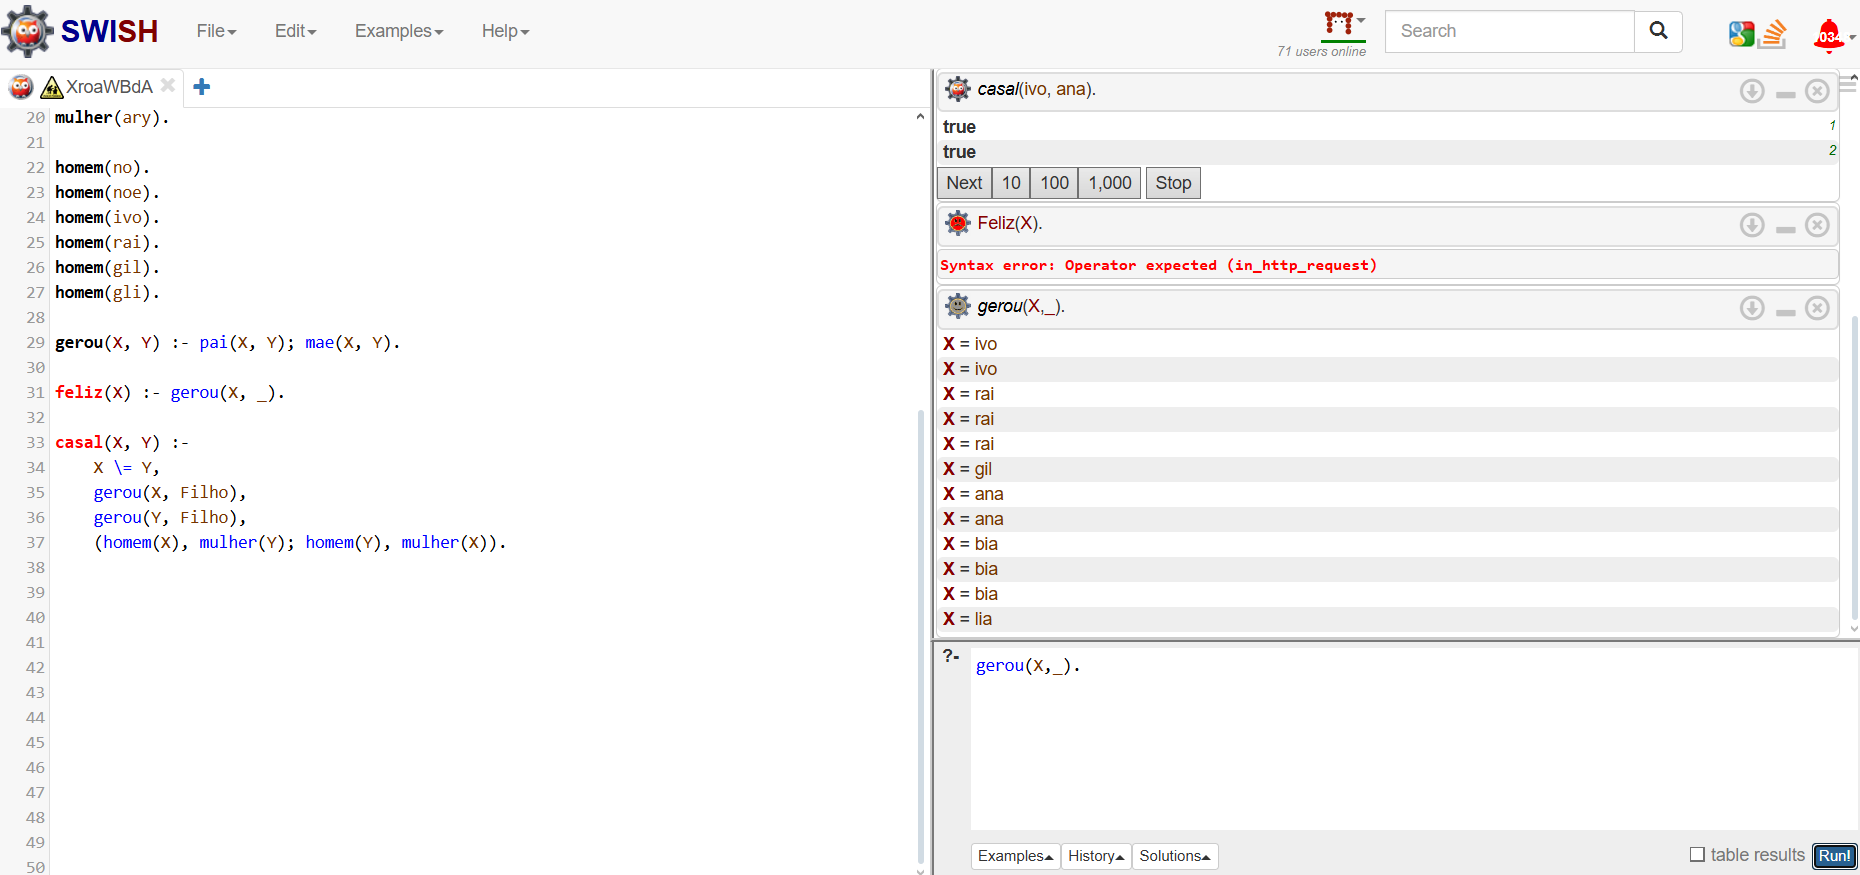 SWISH File Edit Examples Help 71 users online Search
XroaWBdA
20 mulher(ary).
21
22 homem(no).
23 homem(noe).
24 homem(ivo).
25 homem(rai).
26 homem(gil).
27 homem(gli).
28
29 gerou(X, Y) :- pai(X, Y); mae(X, Y).
30
31 feliz(X) :- gerou(X, _).
32
33 casal(X, Y) :-
34 X \= Y,
35 gerou(X, Filho),
36 gerou(Y, Filho),
37 (homem(X), mulher(Y); homem(Y), mulher(X)).
38
39
40
41
42
43
44
45
46
47
48
49
50
casal(ivo, ana).
true 1
true 2
Next 10 100 1,000 Stop
Feliz(X).
Syntax error: Operator expected (in_http_request)
gerou(X,_).
X = ivo
X = ivo
X = rai
X = rai
X = rai
X = gil
X = ana
X = ana
X = bia
X = bia
X = bia
X = lia
?- gerou(X,_).
Examples History Solutions table results Run!